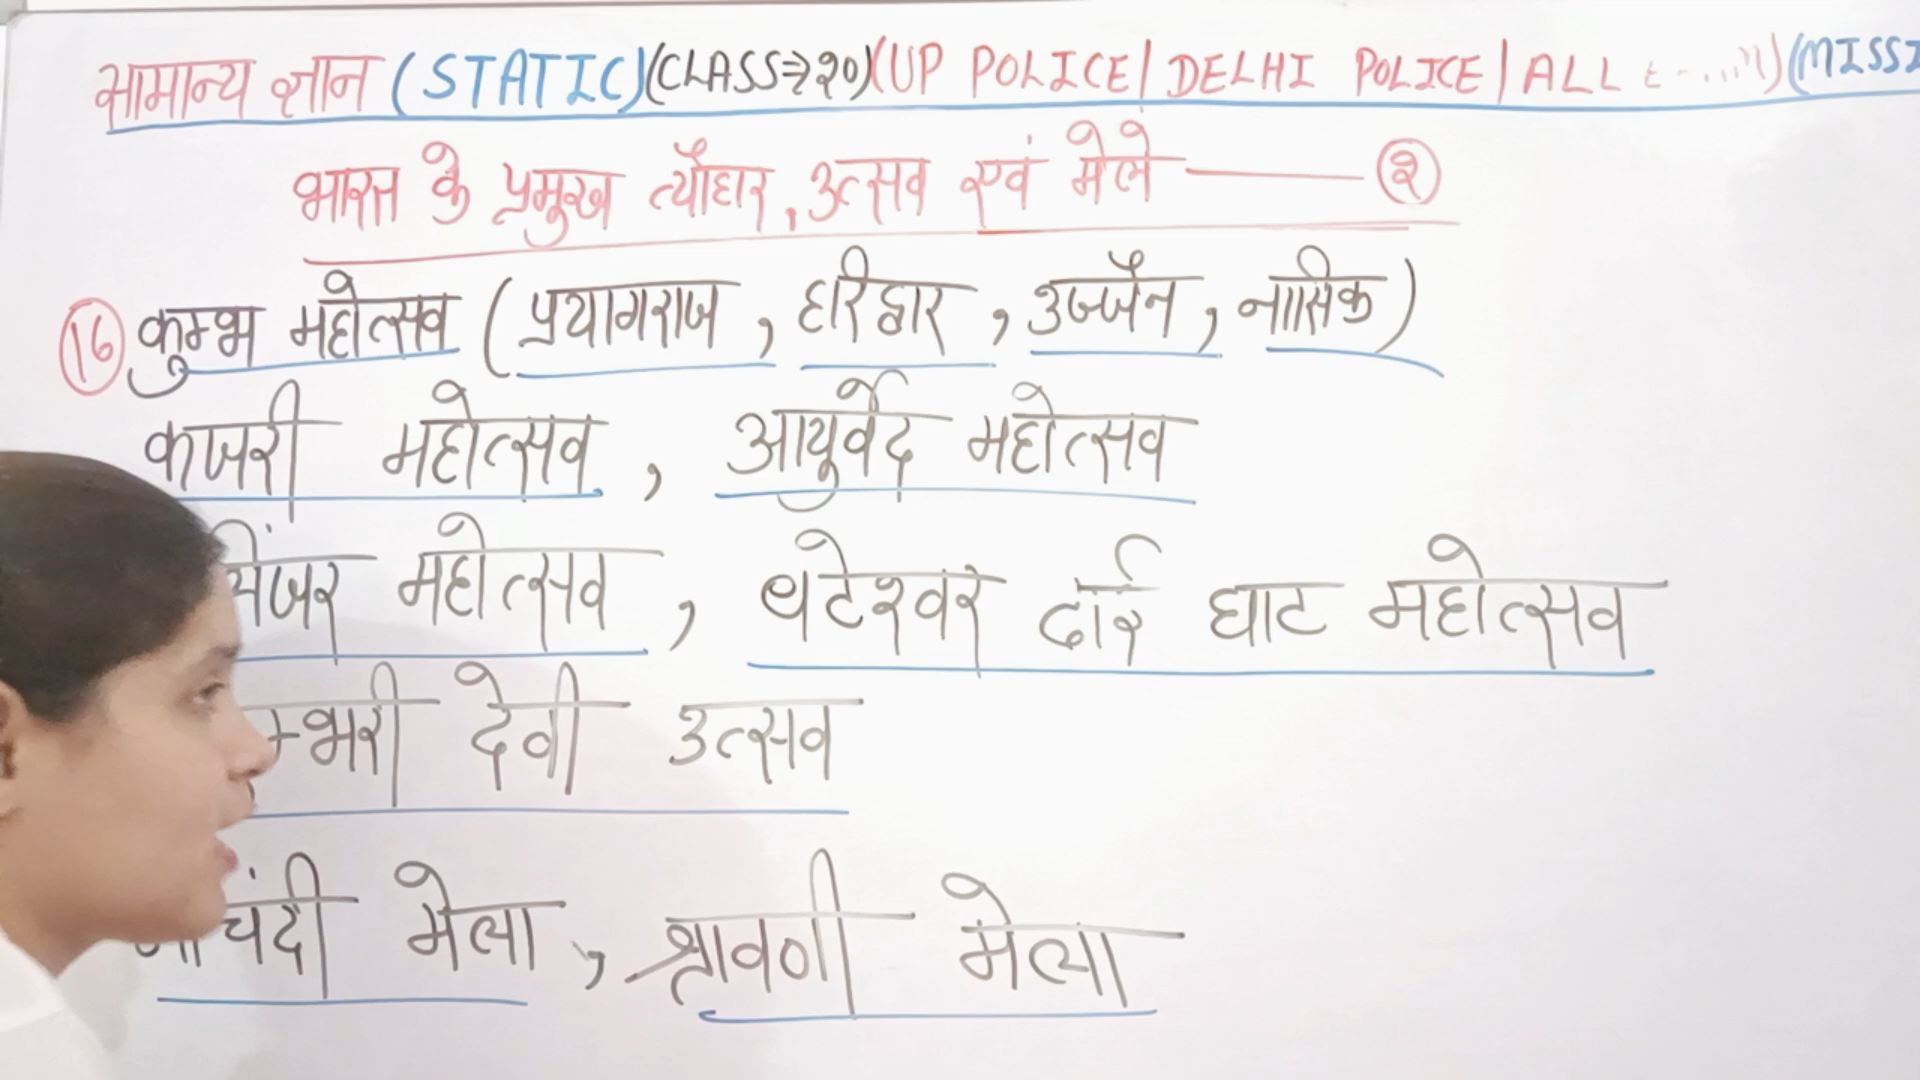 सामान्य ज्ञान (STATIC)(CLASS⇒२०)(UP POLICE/DELHI POLICE/ALL (MISSI
भारत के प्रमुख त्यौहार, उत्सव एवं मेले — २
16 कुम्भ महोत्सव (प्रयागराज, हरिद्वार, उज्जैन, नासिक)
कजरी महोत्सव, आयुर्वेद महोत्सव
महोत्सव, बटेश्वर घाट महोत्सव
म्भरी देवी उत्सव
चंदी मेला, श्रावणी मेला